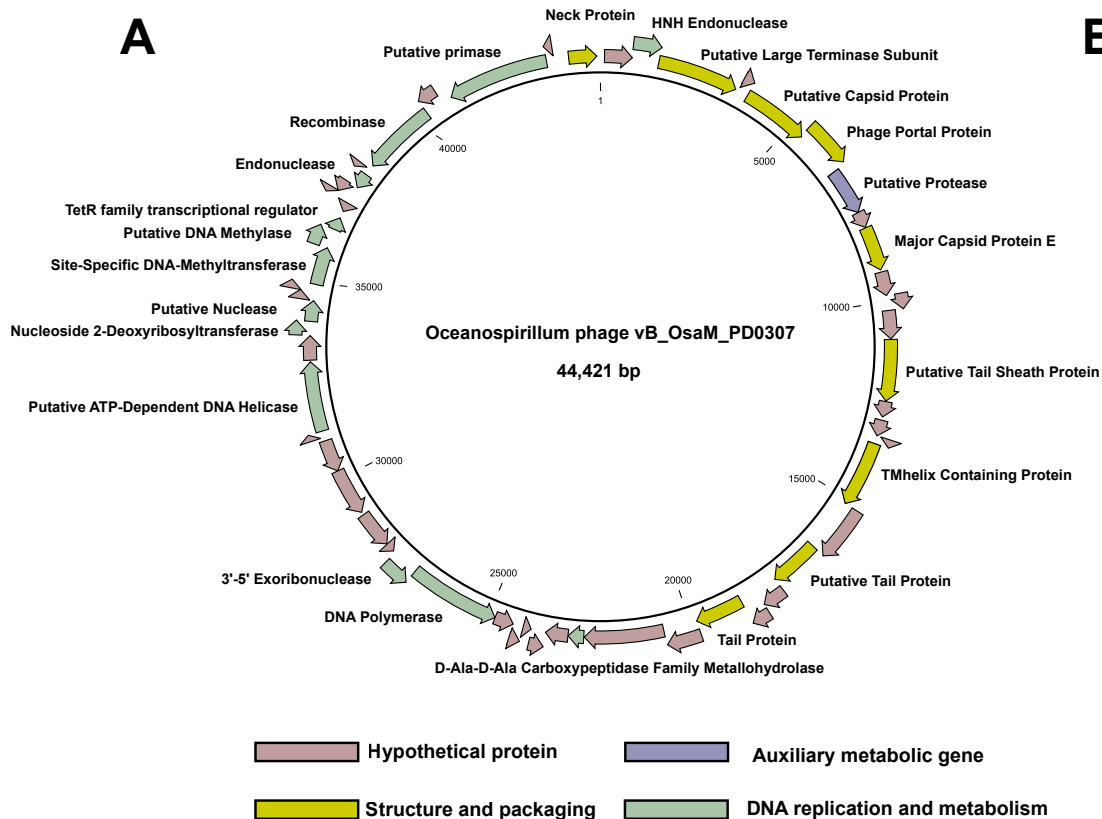 A
B
Neck Protein
HNH Endonuclease
Putative primase
Putative Large Terminase Subunit
1
Putative Capsid Protein
Recombinase
40000
5000
Phage Portal Protein
Endonuclease
Putative Protease
TetR family transcriptional regulator
Putative DNA Methylase
Major Capsid Protein E
Site-Specific DNA-Methyltransferase
35000
10000
Putative Nuclease
Nucleoside 2-Deoxyribosyltransferase
Oceanospirillum phage vB_OsaM_PD0307
44,421 bp
Putative Tail Sheath Protein
Putative ATP-Dependent DNA Helicase
30000
15000
TMhelix Containing Protein
3'-5' Exoribonuclease
25000
20000
Putative Tail Protein
DNA Polymerase
Tail Protein
D-Ala-D-Ala Carboxypeptidase Family Metallohydrolase
Hypothetical protein
Auxiliary metabolic gene
Structure and packaging
DNA replication and metabolism